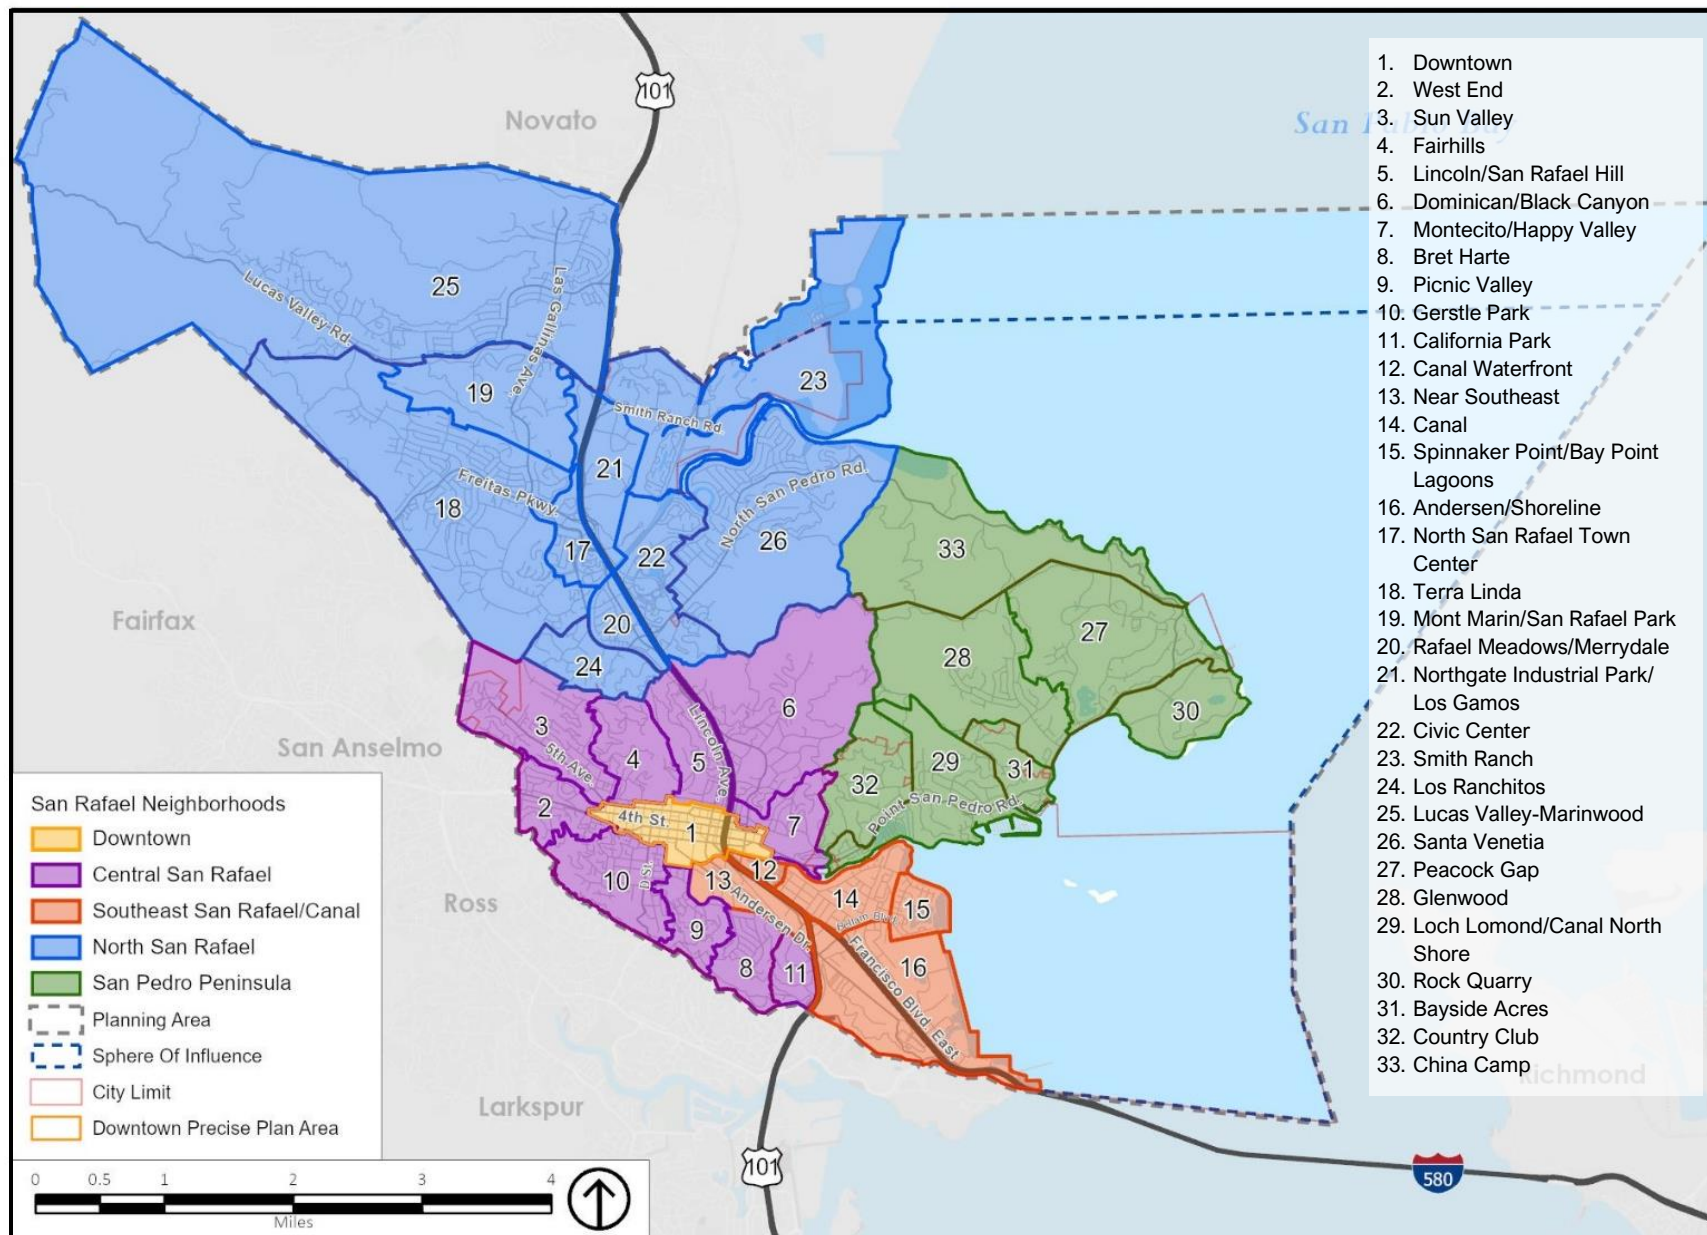 1. Downtown
2. West End
3. Sun Valley
4. Fairhills
5. Lincoln/San Rafael Hill
6. Dominican/Black Canyon
7. Montecito/Happy Valley
8. Bret Harte
9. Picnic Valley
10. Gerstle Park
11. California Park
12. Canal Waterfront
13. Near Southeast
14. Canal
15. Spinnaker Point/Bay Point
Lagoons
16. Andersen/Shoreline
17. North San Rafael Town
Center
18. Terra Linda
19. Mont Marin/San Rafael Park
20. Rafael Meadows/Merrydale
21. Northgate Industrial Park/
Los Gamos
22. Civic Center
23. Smith Ranch
24. Los Ranchitos
25. Lucas Valley-Marinwood
26. Santa Venetia
27. Peacock Gap
28. Glenwood
29. Loch Lomond/Canal North
Shore
30. Rock Quarry
31. Bayside Acres
32. Country Club
33. China Camp
San Pablo Bay
Richmond
101
Novato
25
Lucas Valley Rd.
Las Gallinas Ave.
19
23
Smith Ranch Rd.
21
Freitas Pkwy.
18
North San Pedro Rd.
26
17
22
33
Fairfax
20
24
27
28
30
6
3
San Anselmo
5th Ave.
4
5
Lincoln Ave.
29
31
32
Point San Pedro Rd.
2
4th St.
1
7
12
13
10
D St.
Ross
14
15
Bellam Blvd.
Andersen Dr.
9
8
11
16
Francisco Blvd. East
Larkspur
101
580
San Rafael Neighborhoods
Downtown
Central San Rafael
Southeast San Rafael/Canal
North San Rafael
San Pedro Peninsula
Planning Area
Sphere Of Influence
City Limit
Downtown Precise Plan Area
0 0.5 1 2 3 4
Miles